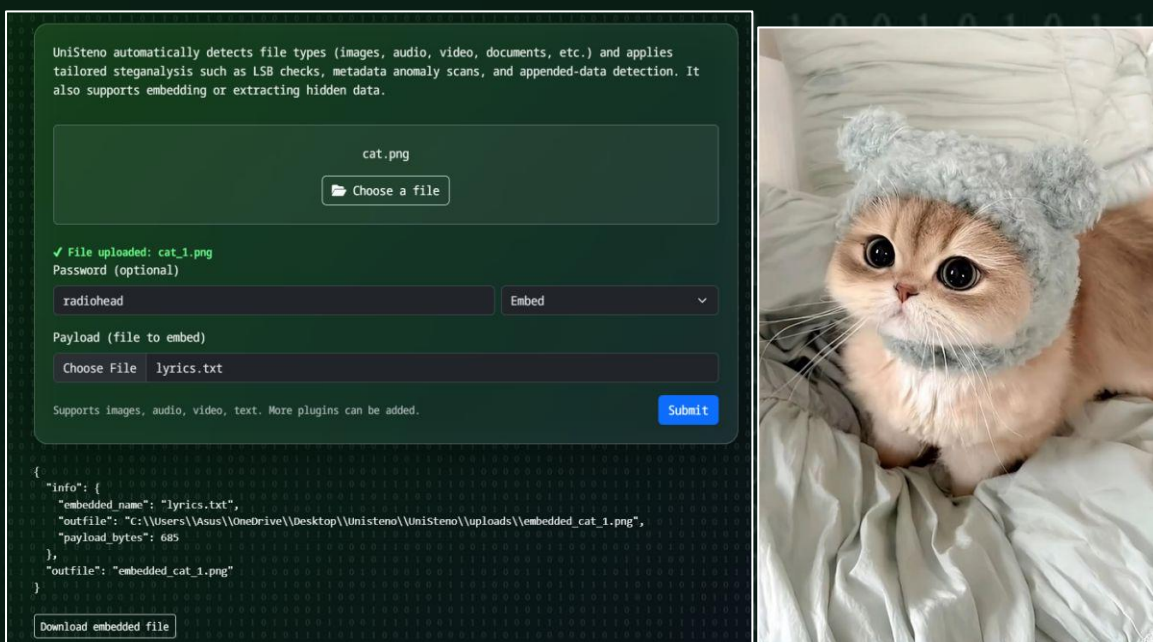 UniSteno automatically detects file types (images, audio, video, documents, etc.) and applies
tailored steganalysis such as LSB checks, metadata anomaly scans, and appended-data detection. It
also supports embedding or extracting hidden data.
cat.png
Choose a file
✔ File uploaded: cat_1.png
Password (optional)
radiohead
Embed
Payload (file to embed)
Choose File
lyrics.txt
Supports images, audio, video, text. More plugins can be added.
Submit
{
"info": {
"embedded_name": "lyrics.txt",
"outfile": "C:\\Users\\Asus\\OneDrive\\Desktop\\Unisteno\\UniSteno\\uploads\\embedded_cat_1.png",
"payload_bytes": 685
},
"outfile": "embedded_cat_1.png"
}
Download embedded file